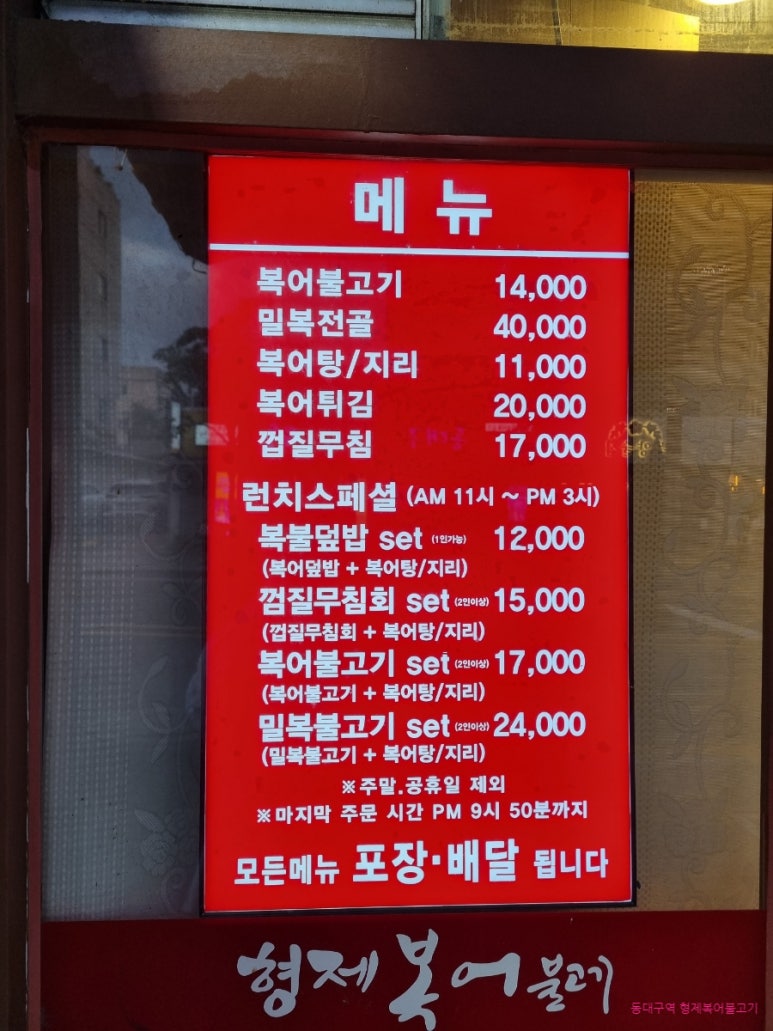 메뉴
복어불고기 14,000
밀복전골 40,000
복어탕/지리 11,000
복어튀김 20,000
껍질무침 17,000
런치스페셜 (AM 11시 ~ PM 3시)
복불덮밥 set (1인가능) 12,000
(복어덮밥 + 복어탕/지리)
껌질무침회 set (2인이상) 15,000
(껍질무침회 + 복어탕/지리)
복어불고기 set (2인이상) 17,000
(복어불고기 + 복어탕/지리)
밀복불고기 set (2인이상) 24,000
(밀복불고기 + 복어탕/지리)
※주말.공휴일 제외
※마지막 주문 시간 PM 9시 50분까지
모든메뉴 포장·배달 됩니다
형제복어불고기
동대구역 형제복어불고기